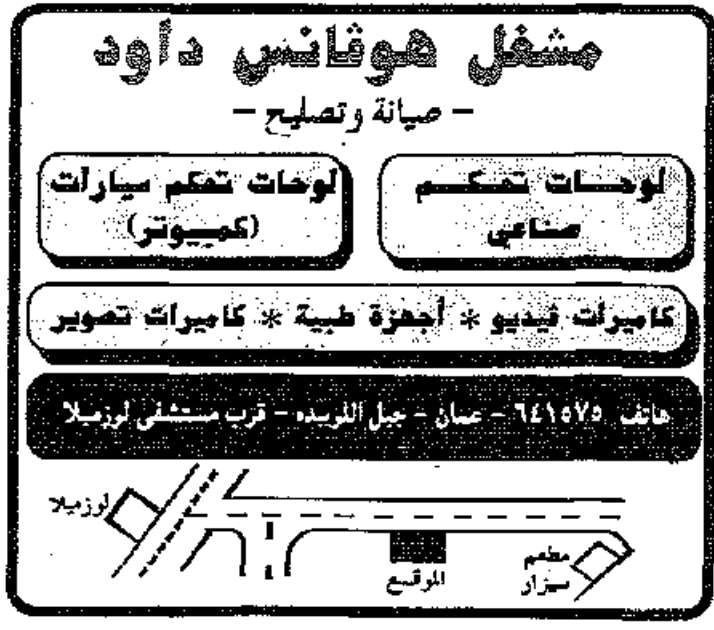 مشغل هوڤانس داود
- صيانة وتصليح -
لوحات تحكم
صناعي
لوحات تحكم سيارات
(كمبيوتر)
كاميرات ڤيديو * أجهزة طبية * كاميرات تصوير
هاتف ٦٤١٥٧٥ - عمان - جبل اللويبده - قرب مستشفى لوزميلا
لوزميلا
الموقع
مطعم
سيزار